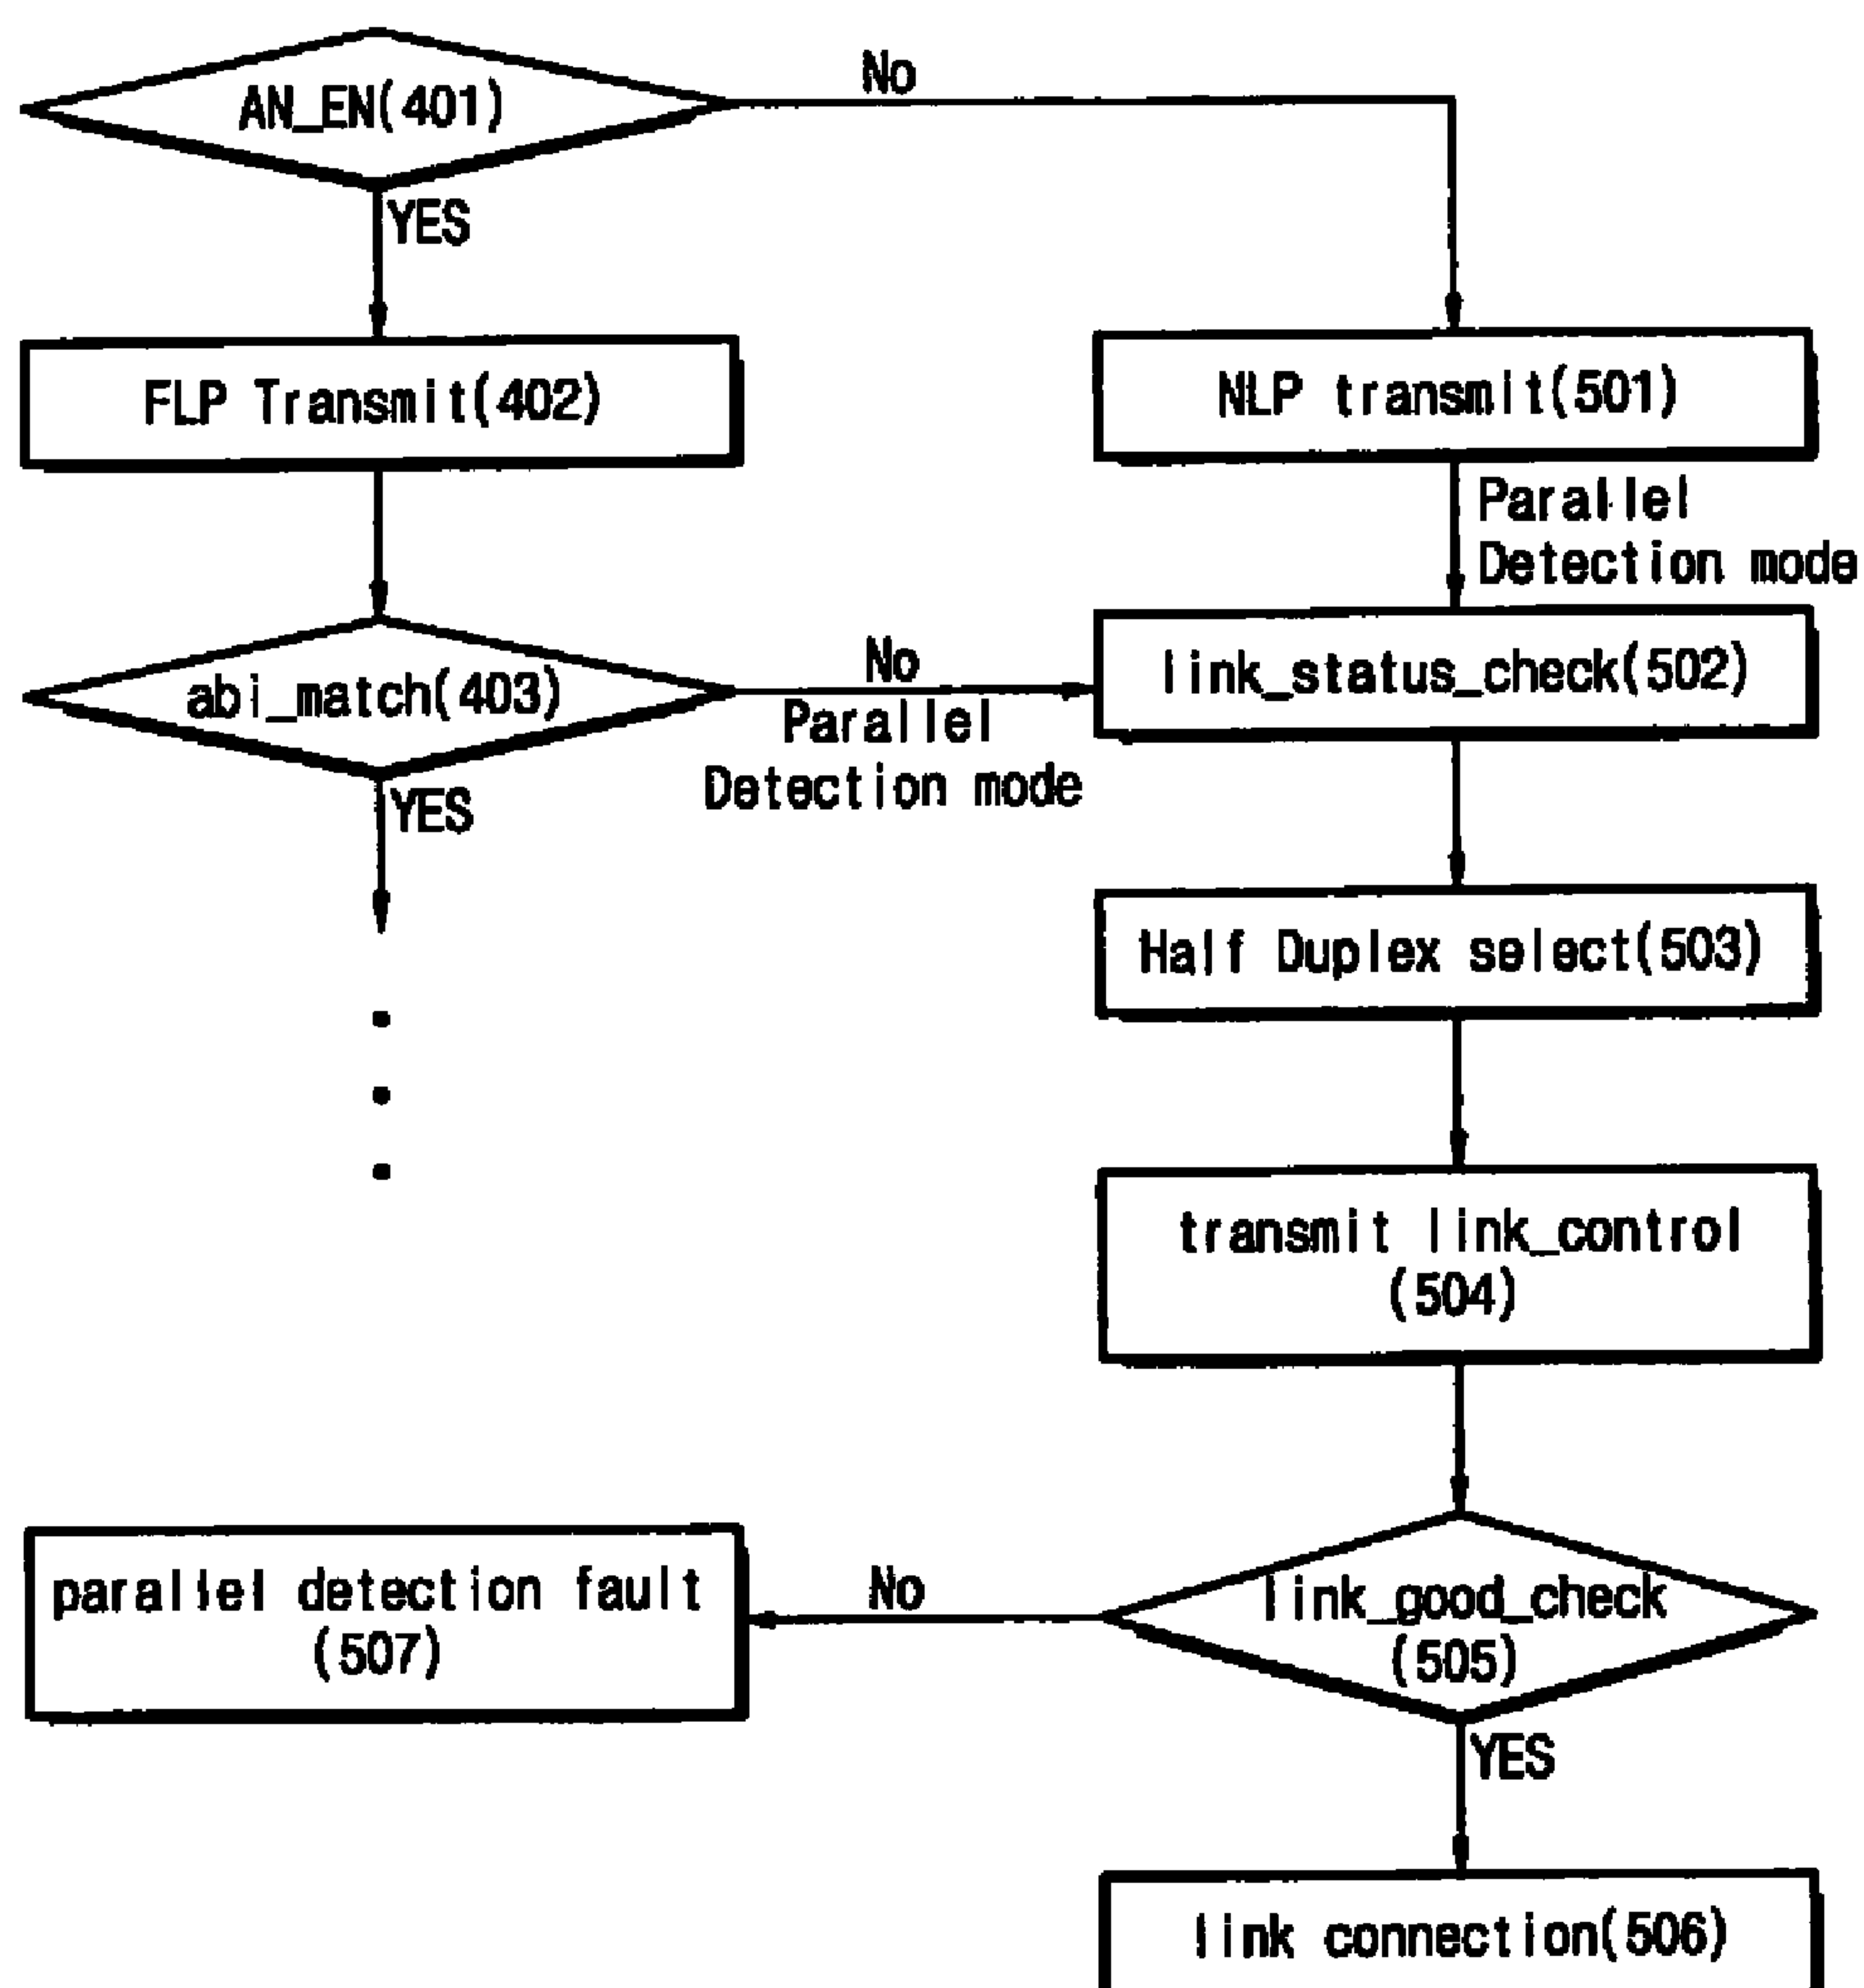 AN_EN(401)
No
YES
FLP Transmit(402)
NLP transmit(501)
Parallel
Detection mode
abi_match(403)
No
Parallel
Detection mode
link_status_check(502)
YES
Half Duplex select(503)
transmit link_control
(504)
parallel detection fault
(507)
No
link_good_check
(505)
YES
link connection(506)